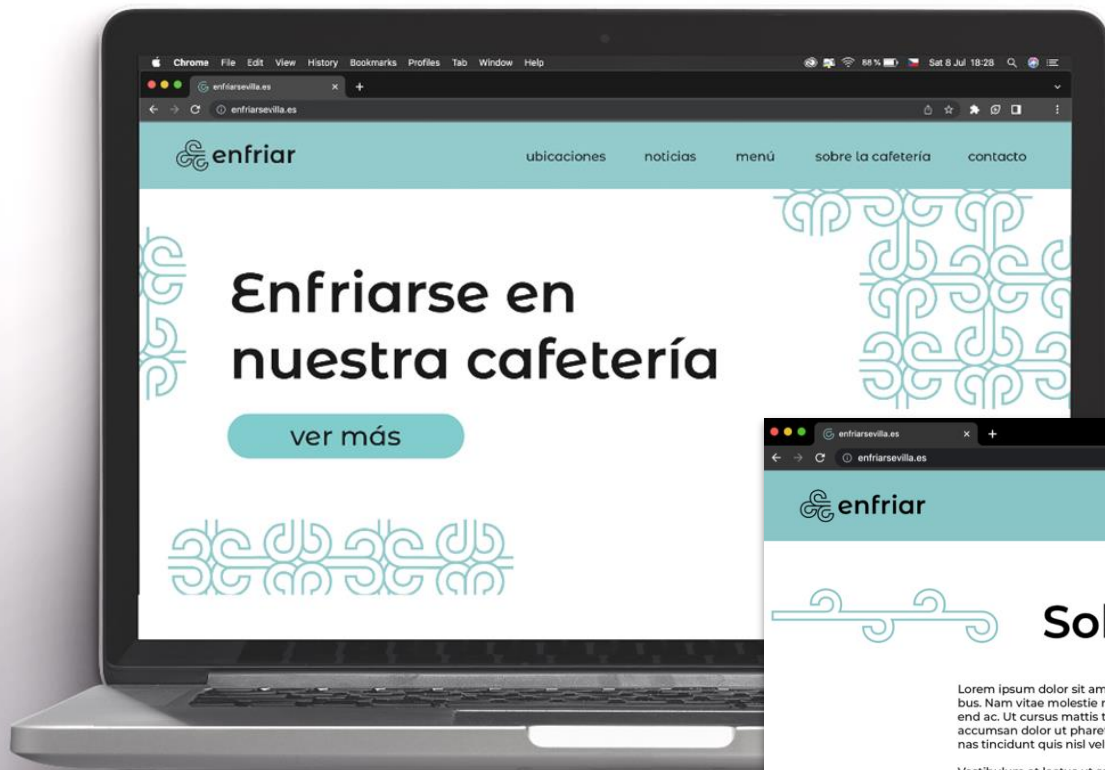 Chrome File Edit View History Bookmarks Profiles Tab Window Help
88 % Sat 8 Jul 18:28
enfriarsevilla.es
enfriarsevilla.es
enfriar
ubicaciones noticias menú sobre la cafetería contacto
Enfriarse en
nuestra cafetería
ver más
enfriarsevilla.es
enfriarsevilla.es
enfriar
Lorem ipsum dolor sit am
bus. Nam vitae molestie
end ac. Ut cursus mattis
accumsan dolor ut phare
nas tincidunt quis nisl vel